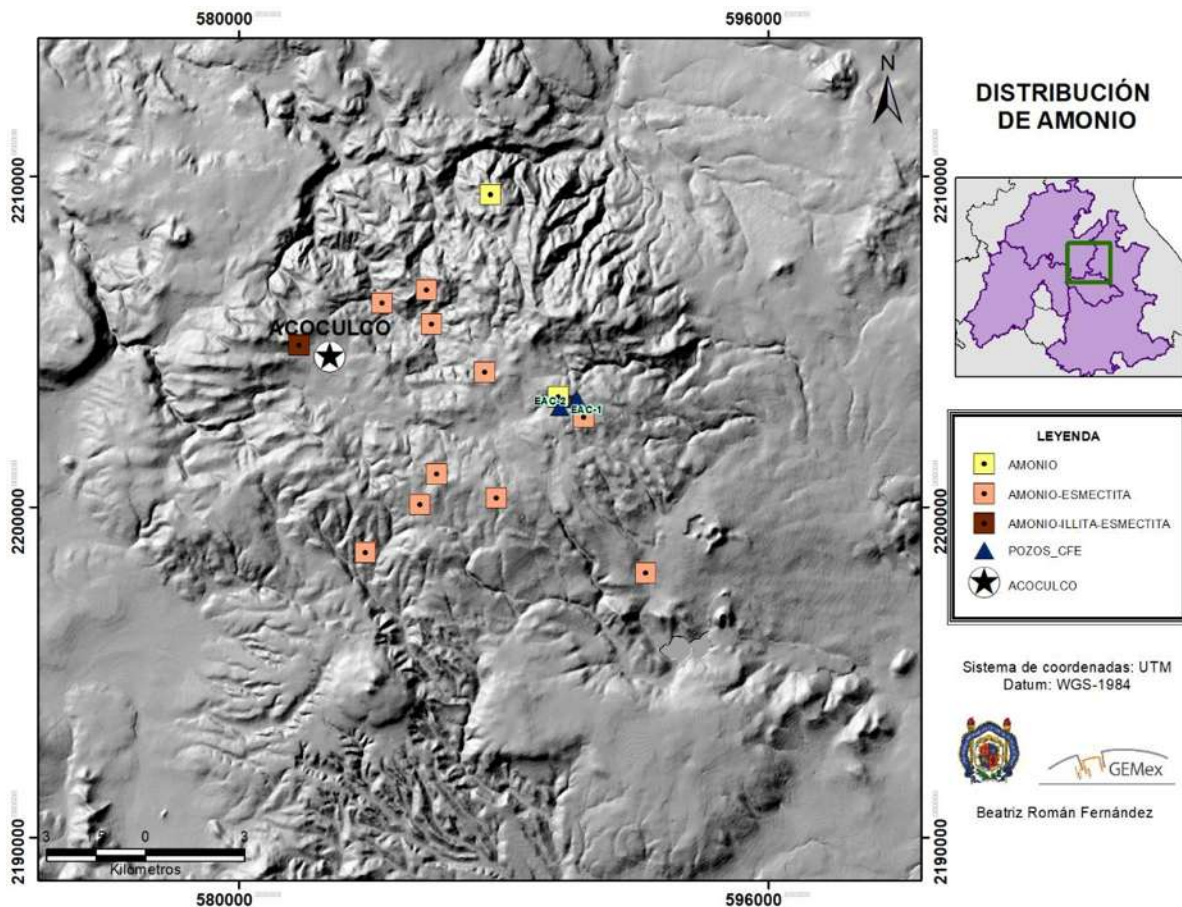 580000
596000
N
2210000
2210000
ACOCULCO
EAC-2
EAC-1
2200000
2200000
2190000
2190000
3
0
3
Kilómetros
580000
596000
DISTRIBUCIÓN
DE AMONIO
LEYENDA
AMONIO
AMONIO-ESMECTITA
AMONIO-ILLITA-ESMECTITA
POZOS_CFE
ACOCULCO
Sistema de coordenadas: UTM
Datum: WGS-1984
GEMex
Beatriz Román Fernández